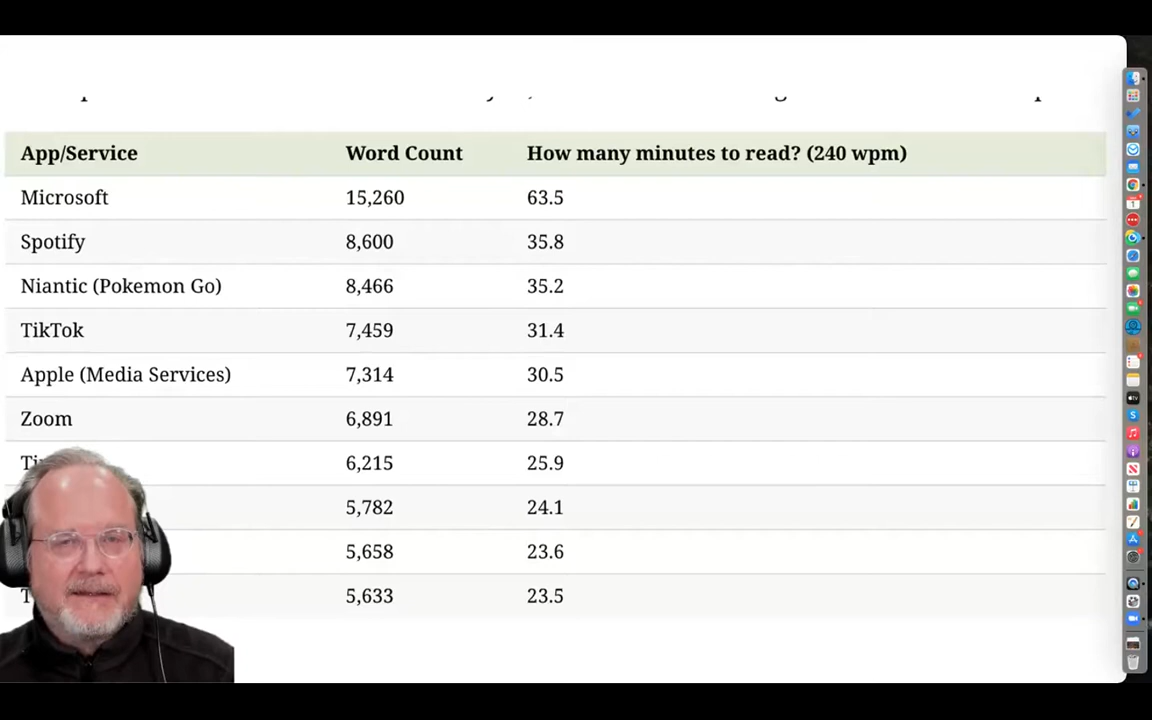 App/Service Word Count How many minutes to read? (240 wpm)
Microsoft 15,260 63.5
Spotify 8,600 35.8
Niantic (Pokemon Go) 8,466 35.2
TikTok 7,459 31.4
Apple (Media Services) 7,314 30.5
Zoom 6,891 28.7
6,215 25.9
5,782 24.1
5,658 23.6
5,633 23.5